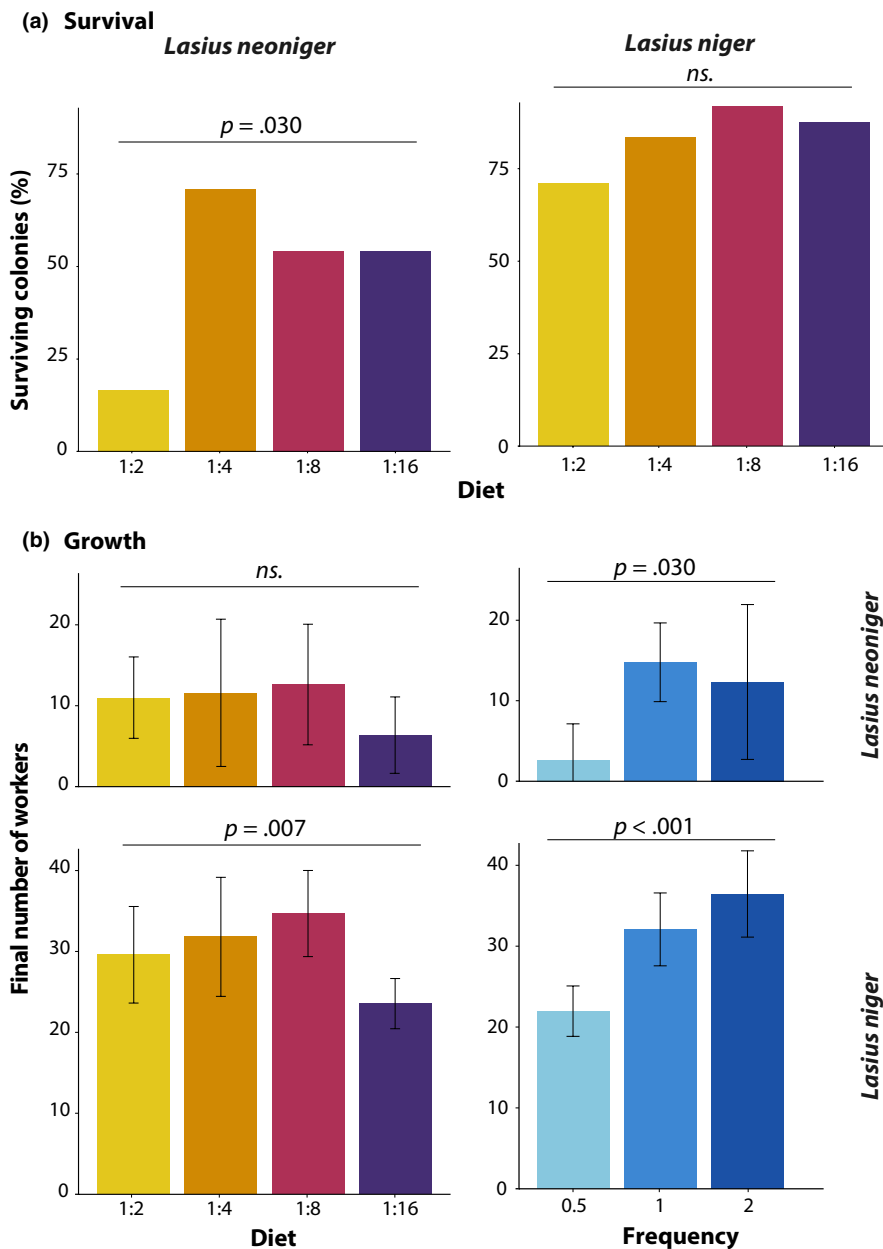 (a) Survival
Lasius neoniger
Lasius niger
p = .030
ns.
Surviving colonies (%)
75
50
25
0
1:2 1:4 1:8 1:16
75
50
25
0
1:2 1:4 1:8 1:16
Diet
(b) Growth
ns.
p = .030
20
10
0
20
10
0
Lasius neoniger
Final number of workers
p = .007
p < .001
40
30
20
10
0
1:2 1:4 1:8 1:16
Diet
40
30
20
10
0
0.5 1 2
Frequency
Lasius niger